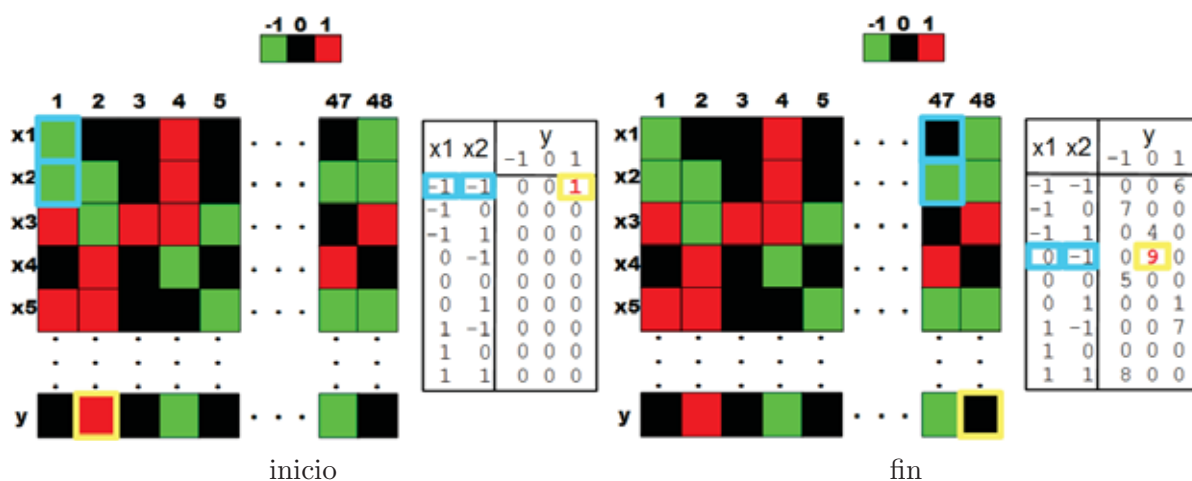 -1 0 1
1 2 3 4 5 47 48
x1
x2
x3
x4
x5
y
x1 x2 y
-1 0 1
-1 -1 0 0 1
-1 0 0 0 0
-1 1 0 0 0
0 -1 0 0 0
0 0 0 0 0
0 1 0 0 0
1 -1 0 0 0
1 0 0 0 0
1 1 0 0 0
inicio
-1 0 1
1 2 3 4 5 47 48
x1
x2
x3
x4
x5
y
x1 x2 y
-1 0 1
-1 -1 0 0 6
-1 0 7 0 0
-1 1 0 4 0
0 -1 0 9 0
0 0 5 0 0
0 1 0 0 1
1 -1 0 0 7
1 0 0 0 0
1 1 8 0 0
fin